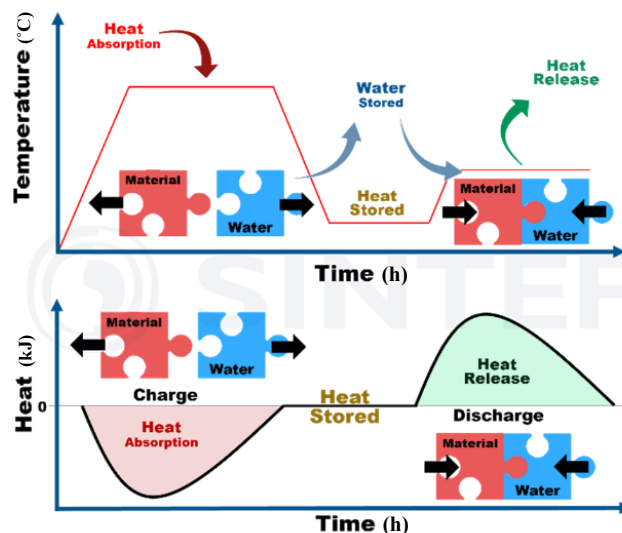 Heat
Absorption
Temperature (°C)
Water
Stored
Heat
Release
Material
Water
Heat
Stored
Material
Water
Time (h)
SINTEF
Heat (kJ)
0
Material
Water
Charge
Heat
Absorption
Heat
Stored
Heat
Release
Discharge
Material
Water
Time (h)